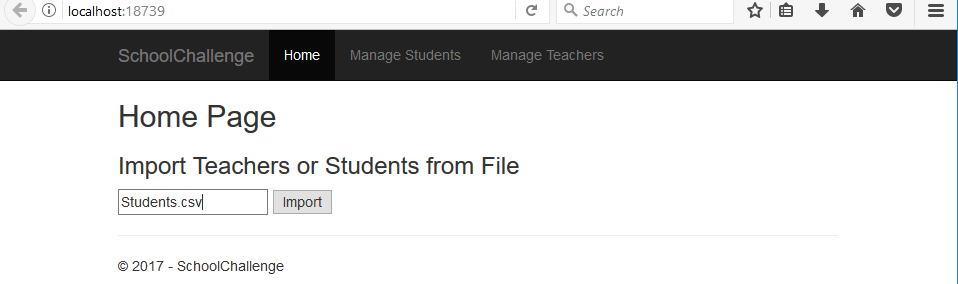 localhost:18739
Search
SchoolChallenge Home Manage Students Manage Teachers
Home Page
Import Teachers or Students from File
Students.csv Import
© 2017 - SchoolChallenge